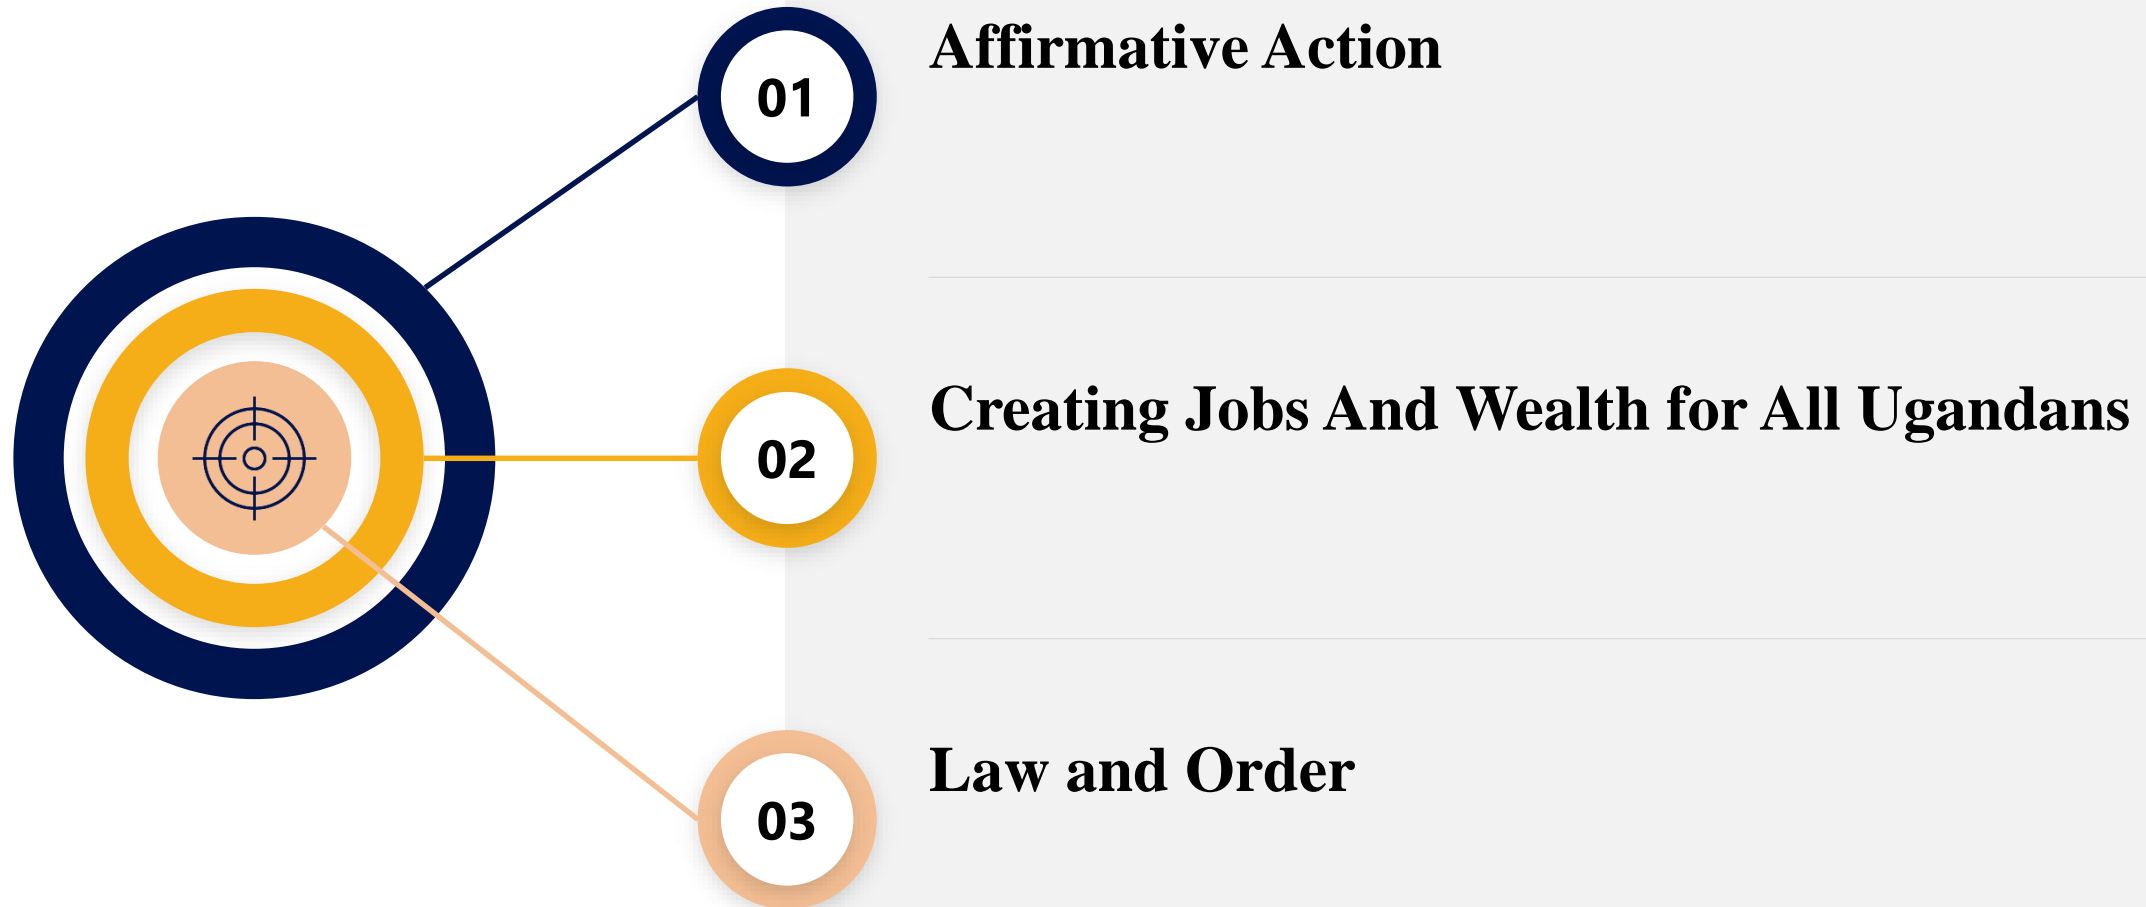 01
Affirmative Action
02
Creating Jobs And Wealth for All Ugandans
03
Law and Order